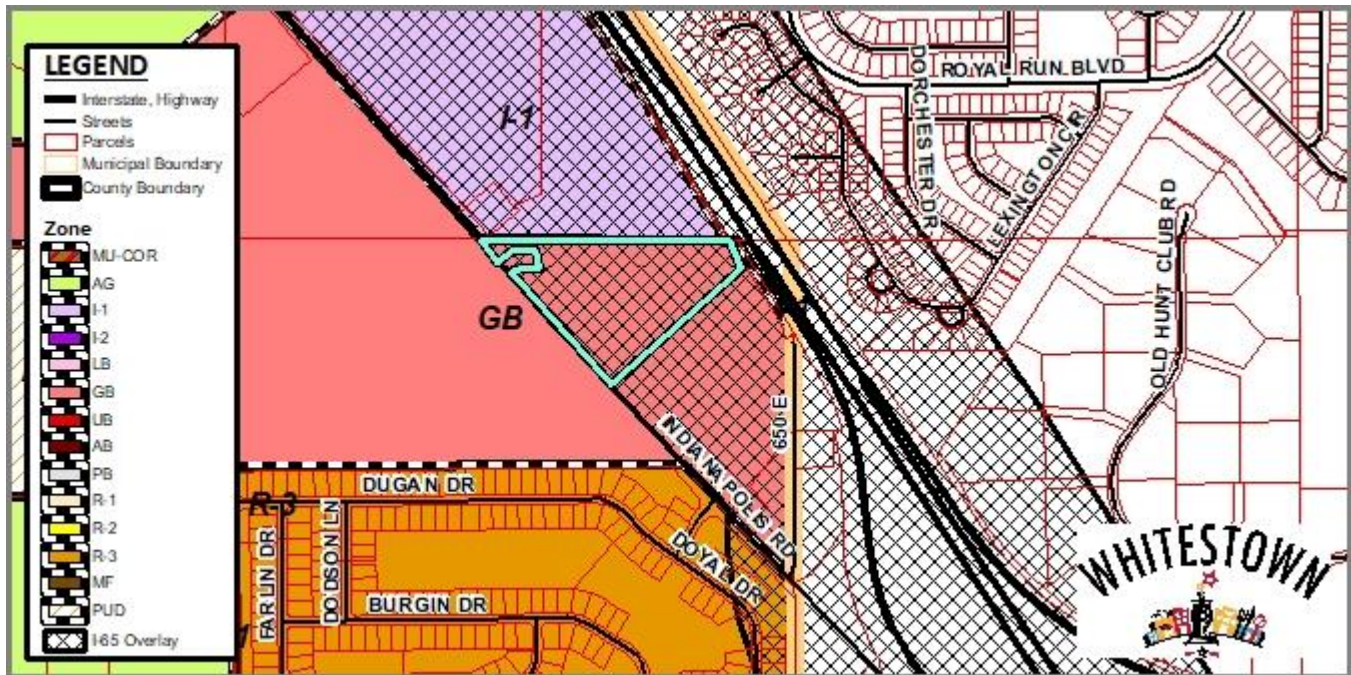 LEGEND
Interstate, Highway
Streets
Parcels
Municipal Boundary
County Boundary
Zone
MU-COR
AG
I-1
I-2
LB
GB
UB
AB
PB
R-1
R-2
R-3
MF
PUD
I-65 Overlay
I-1
GB
R-3
ROYAL RUN BLVD
DORCHESTER DR
LEXINGTON CIR
OLD HUNT CLUB RD
650 E
INDIANAPOLIS RD
DUGAN DR
DOYAL DR
FARLIN DR
DODSON LN
BURGIN DR
WHITESTOWN